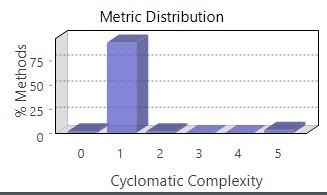 Metric Distribution
% Methods
75
50
25
0
0 1 2 3 4 5
Cyclomatic Complexity